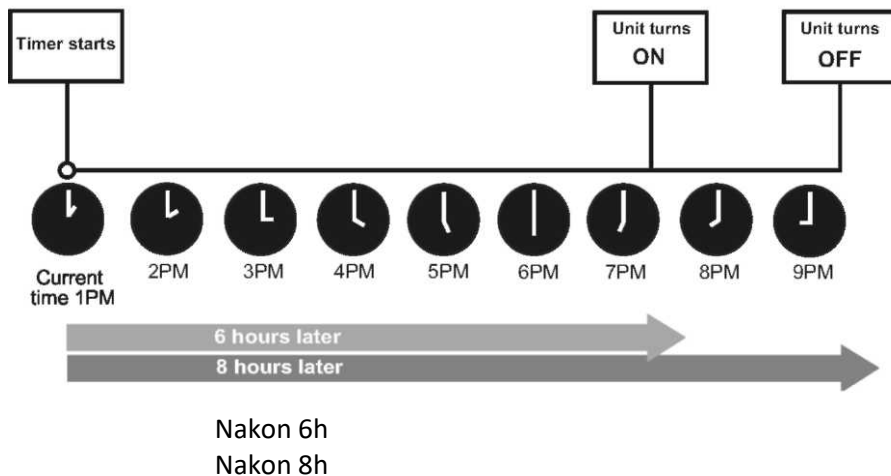 Timer starts
Unit turns
ON
Unit turns
OFF
Current
time 1PM
2PM
3PM
4PM
5PM
6PM
7PM
8PM
9PM
6 hours later
8 hours later
Nakon 6h
Nakon 8h